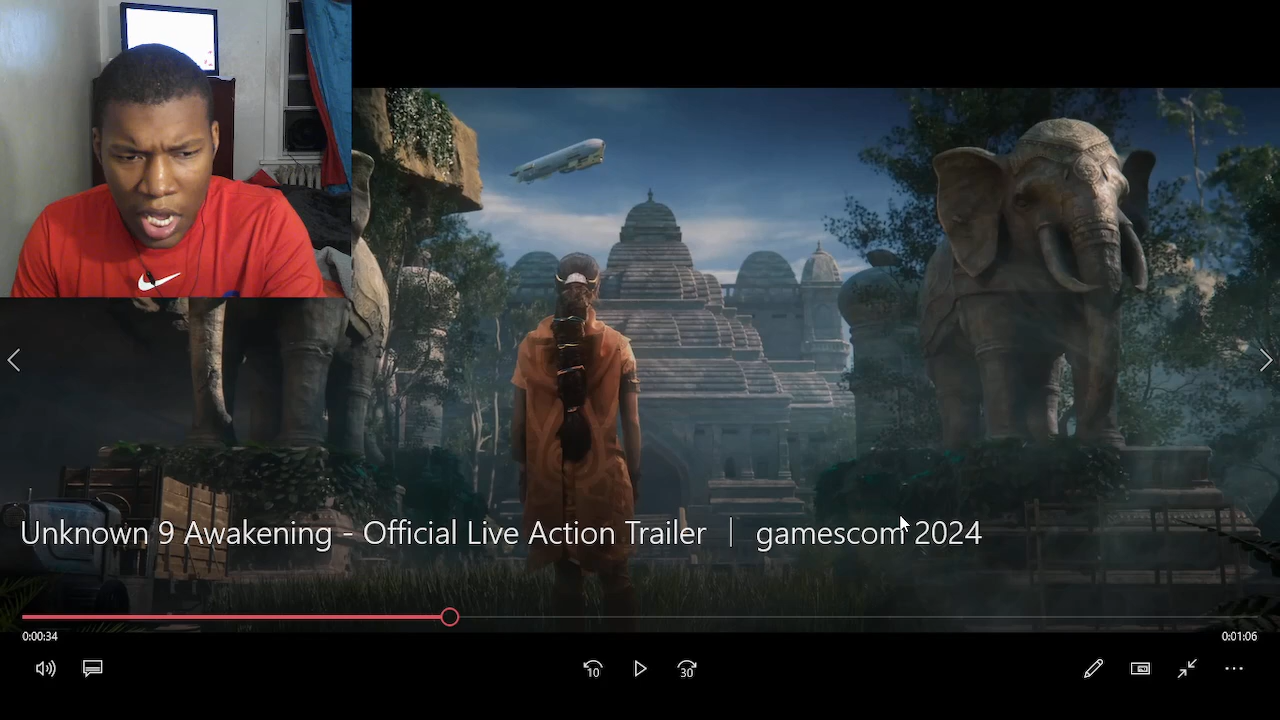 Unknown 9 Awakening - Official Live Action Trailer | gamescom 2024
0:00:34
0:01:06
10
30